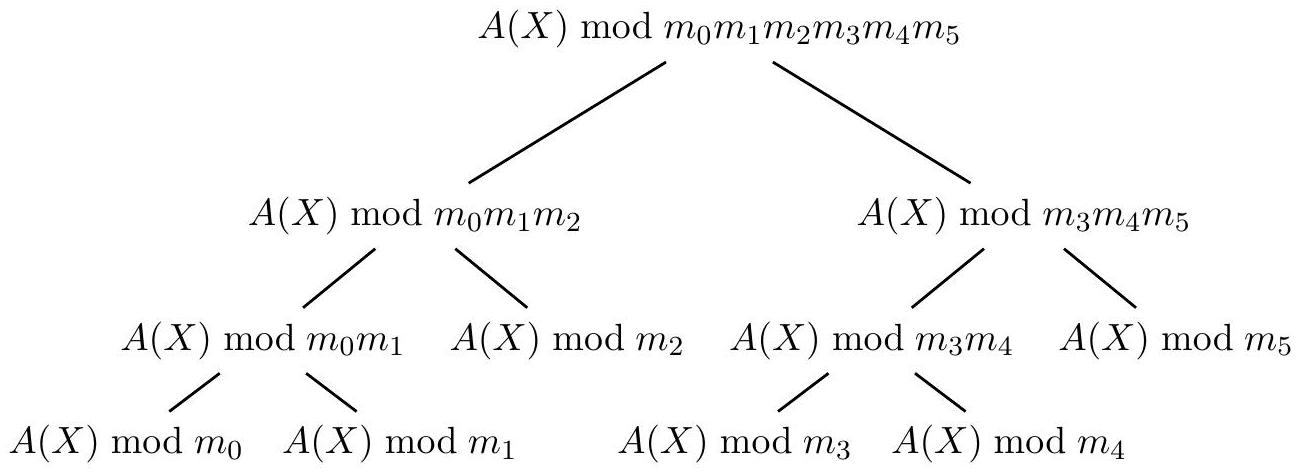 A(X) mod m₀m₁m₂m₃m₄m₅
A(X) mod m₀m₁m₂ A(X) mod m₃m₄m₅
A(X) mod m₀m₁ A(X) mod m₂ A(X) mod m₃m₄ A(X) mod m₅
A(X) mod m₀ A(X) mod m₁ A(X) mod m₃ A(X) mod m₄